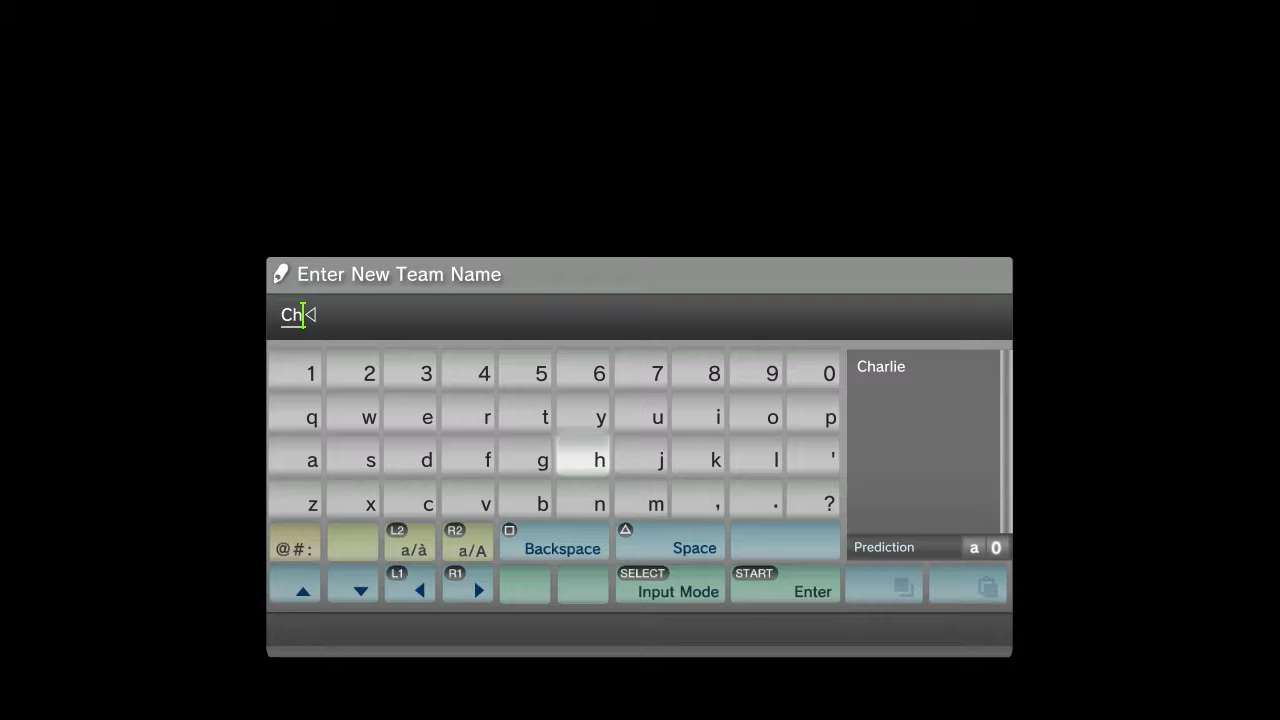 Enter New Team Name
Ch
1 2 3 4 5 6 7 8 9 0
Charlie
q w e r t y u i o p
a s d f g h j k l '
z x c v b n m , . ?
@#: L2 a/à R2 a/A Backspace Space
Prediction a 0
L1 R1 SELECT Input Mode START Enter